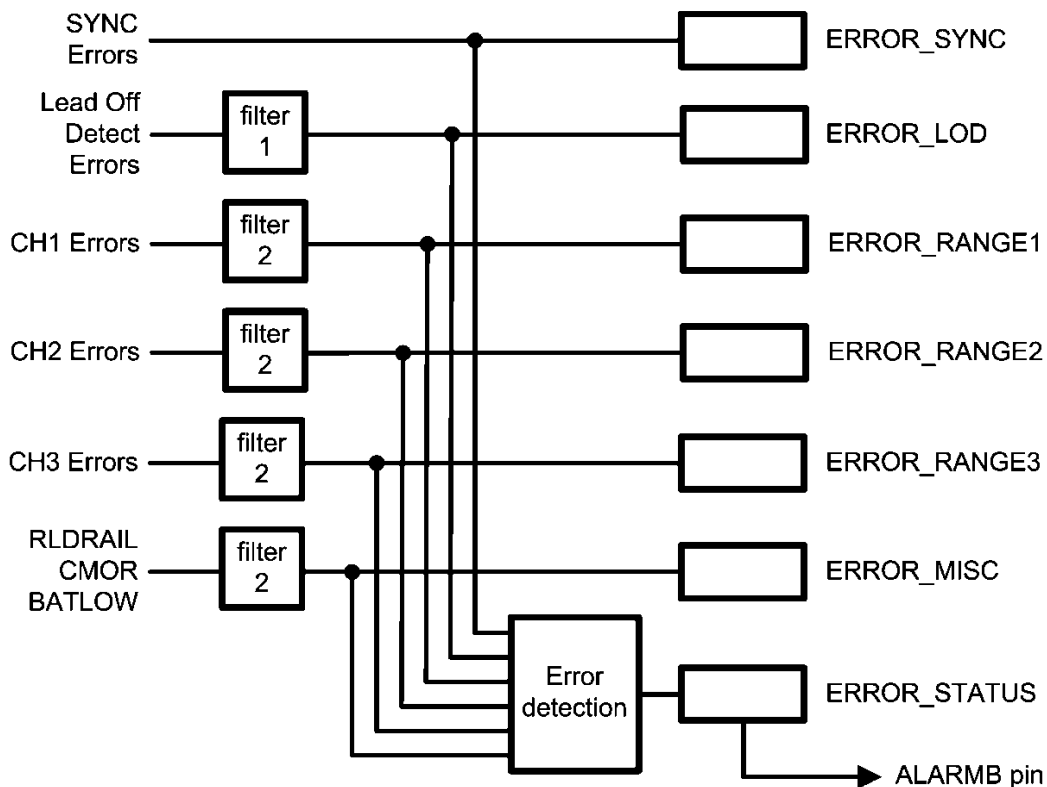 SYNC
Errors
ERROR_SYNC
Lead Off
Detect
Errors
filter
1
ERROR_LOD
CH1 Errors
filter
2
ERROR_RANGE1
CH2 Errors
filter
2
ERROR_RANGE2
CH3 Errors
filter
2
ERROR_RANGE3
RLDRAIL
CMOR
BATLOW
filter
2
ERROR_MISC
Error
detection
ERROR_STATUS
ALARMB pin